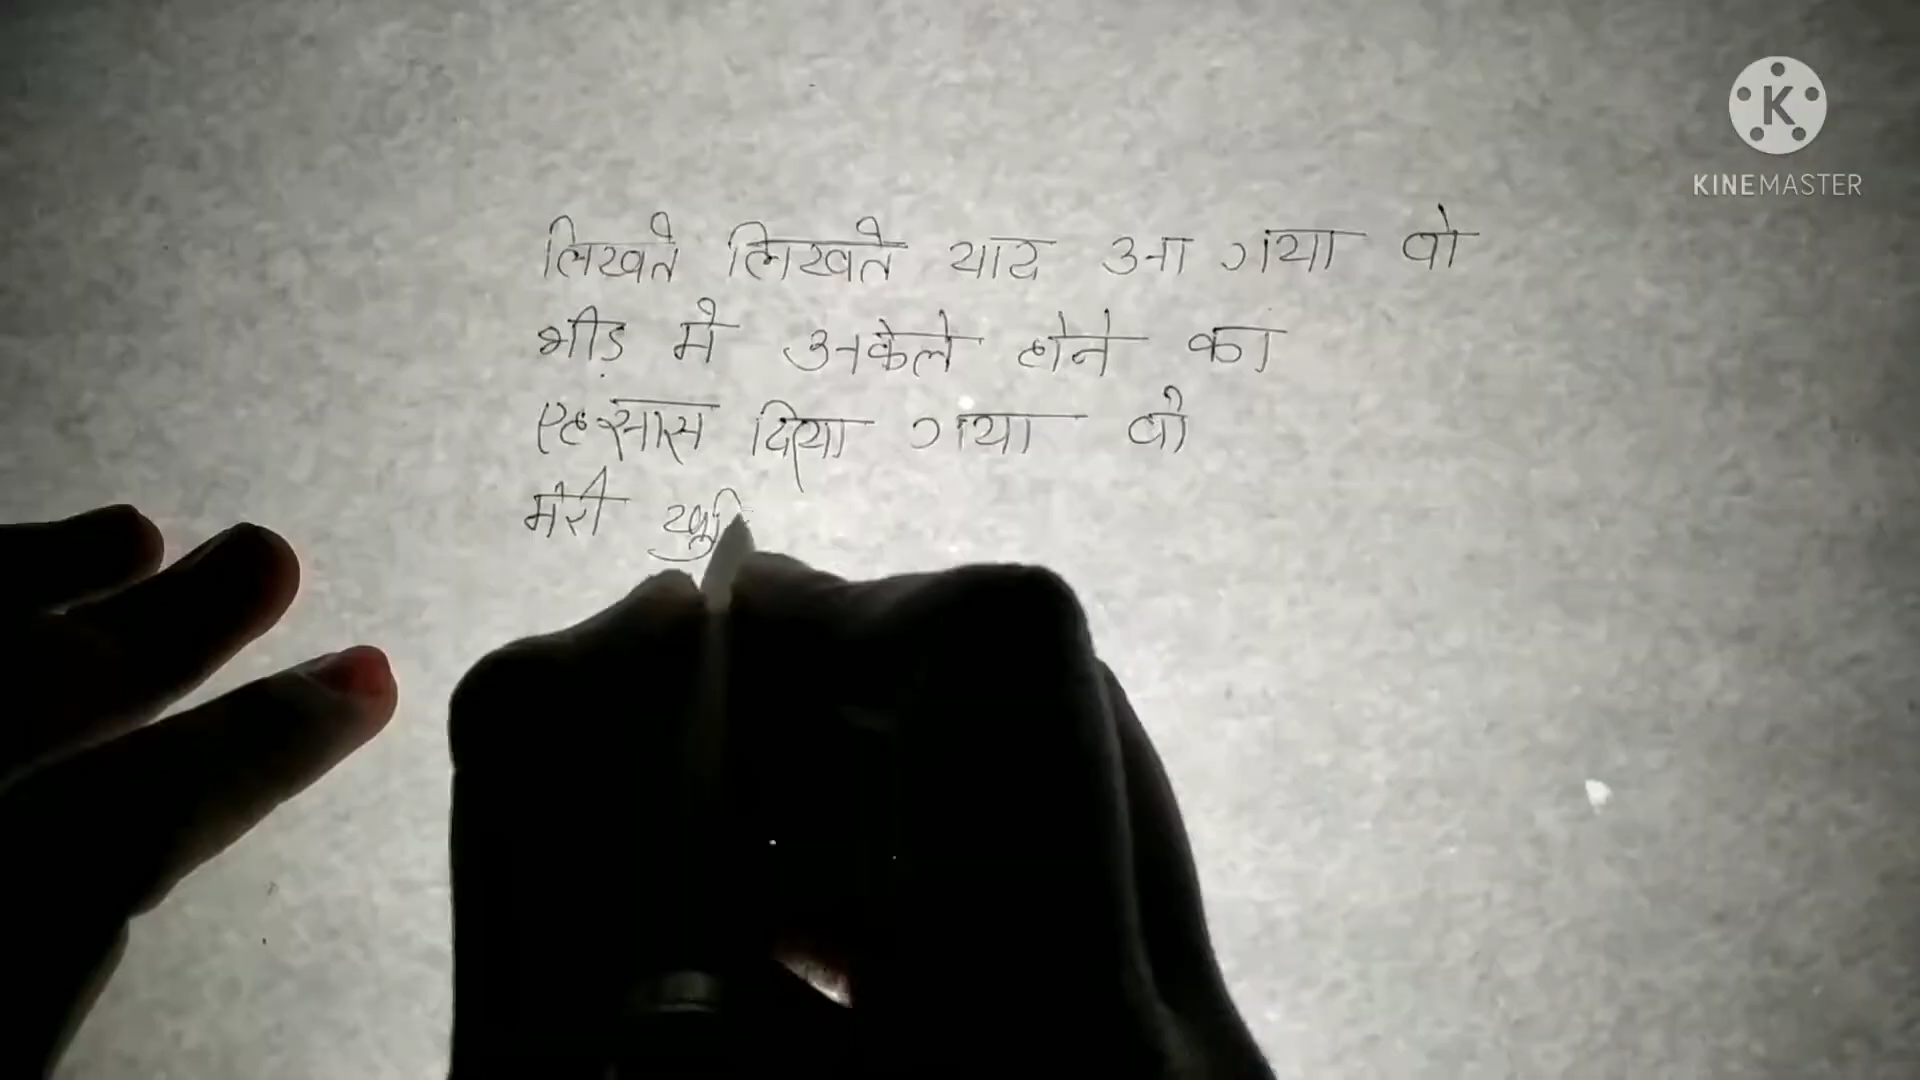 KINEMASTER
लिखते लिखते याद आ गया वो
भीड़ मे अकेले होने का
एहसास दिया गया वो
मेरी खुि